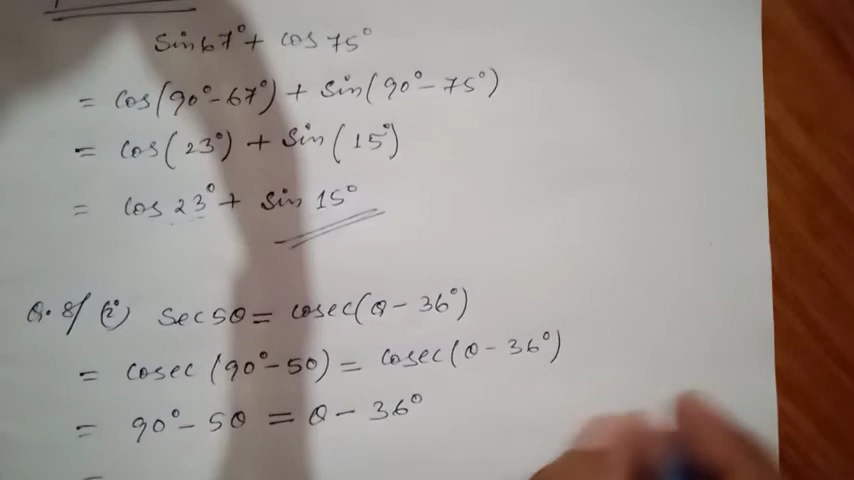 sin 67° + cos 75°
= cos(90° - 67°) + sin(90° - 75°)
= cos(23°) + sin(15°)
= cos 23° + sin 15°
Q. 8/ (i) sec 5θ = cosec(θ - 36°)
= cosec (90° - 5θ) = cosec(θ - 36°)
= 90° - 5θ = θ - 36°
=